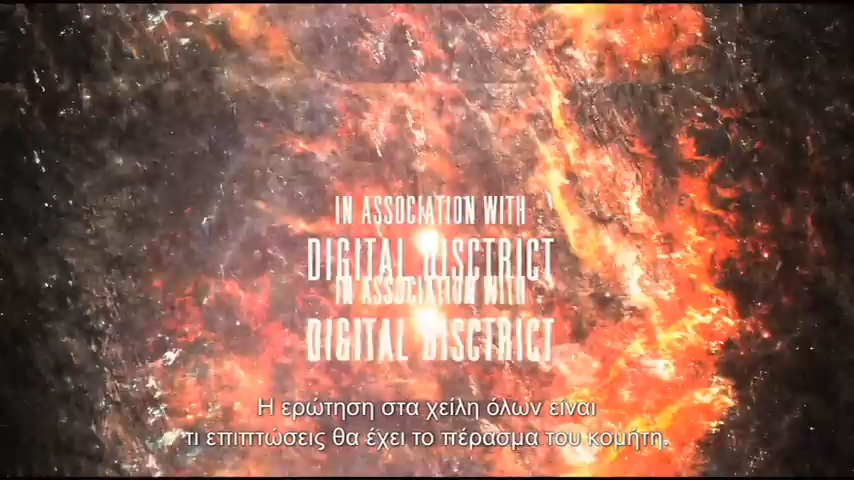 IN ASSOCIATION WITH
DIGITAL DISCTRICT
IN ASSOCIATION WITH
DIGITAL DISCTRICT
Η ερώτηση στα χείλη όλων είναι
τι επιπτώσεις θα έχει το πέρασμα του κομήτη.